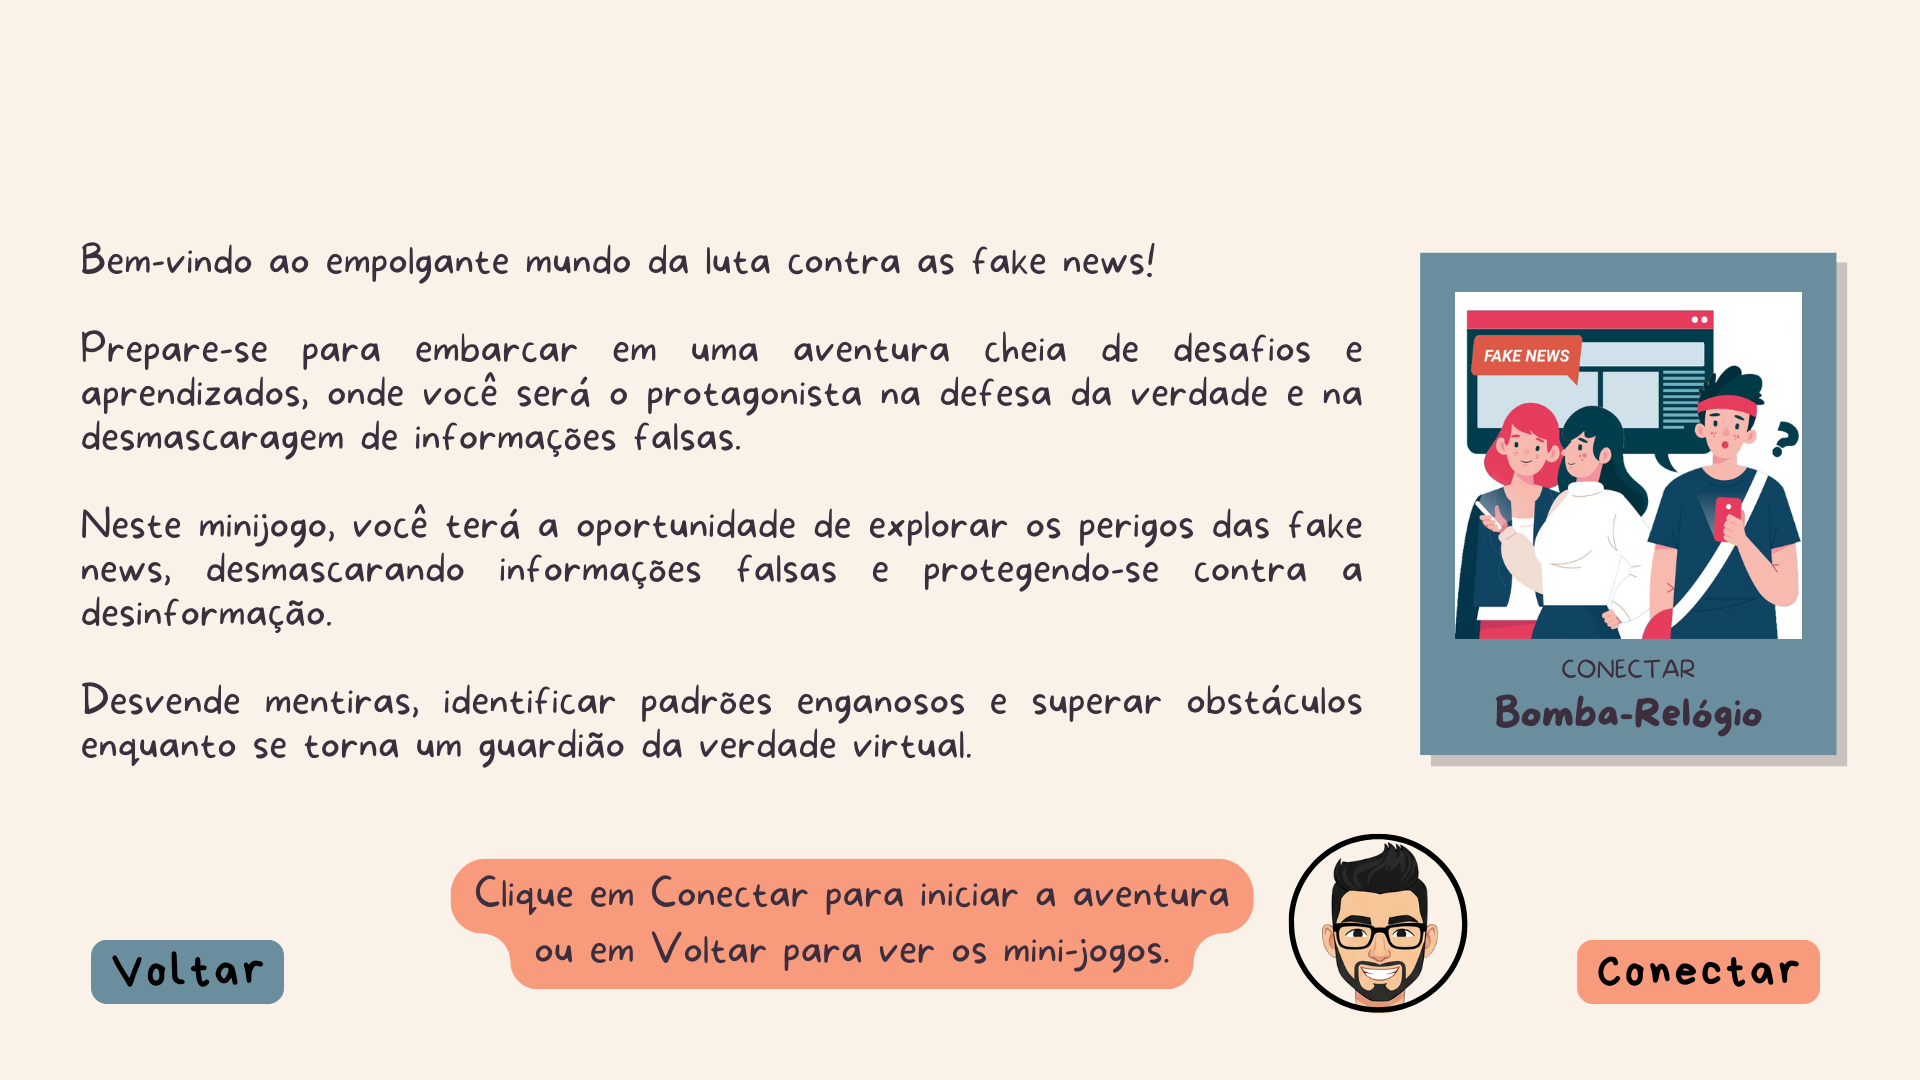 Bem-vindo ao empolgante mundo da luta contra as fake news!
Prepare-se para embarcar em uma aventura cheia de desafios e
aprendizados, onde você será o protagonista na defesa da verdade e na
desmascaragem de informações falsas.
Neste minijogo, você terá a oportunidade de explorar os perigos das fake
news, desmascarando informações falsas e protegendo-se contra a
desinformação.
Desvende mentiras, identificar padrões enganosos e superar obstáculos
enquanto se torna um guardião da verdade virtual.
FAKE NEWS
?
CONECTAR
Bomba-Relógio
Clique em Conectar para iniciar a aventura
ou em Voltar para ver os mini-jogos.
Voltar
Conectar